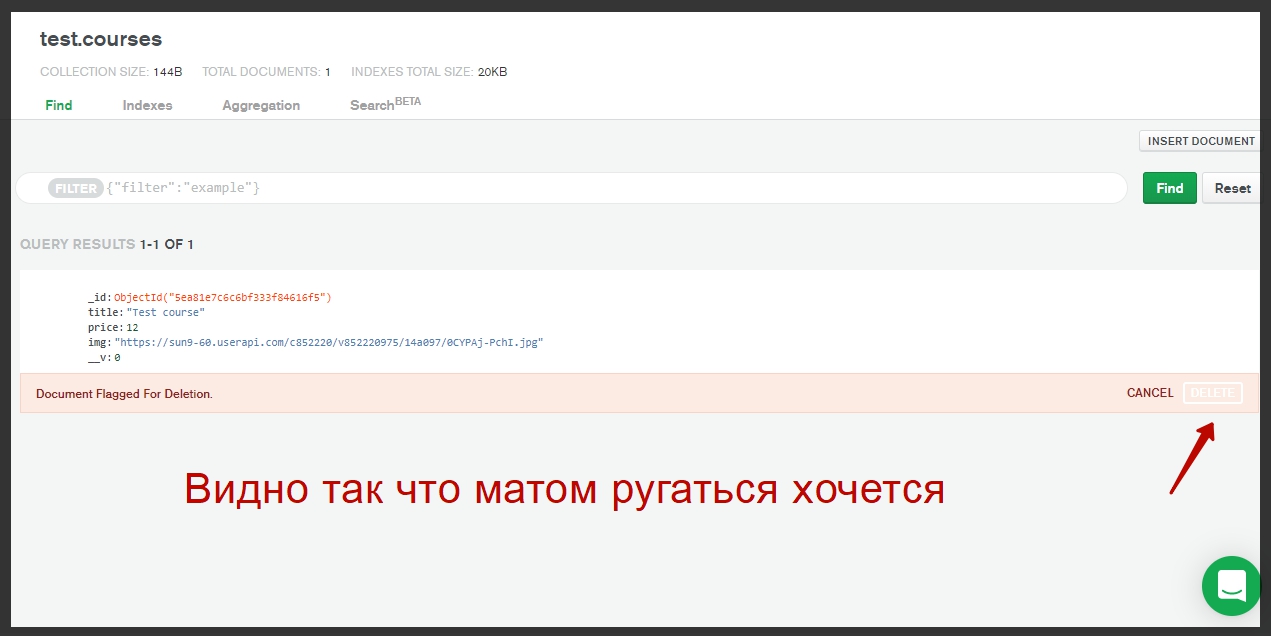 test.courses
COLLECTION SIZE: 144B TOTAL DOCUMENTS: 1 INDEXES TOTAL SIZE: 20KB
Find Indexes Aggregation Search BETA
INSERT DOCUMENT
FILTER {"filter":"example"} Find Reset
QUERY RESULTS 1-1 OF 1
_id: ObjectId("5ea81e7c6c6bf333f84616f5")
title: "Test course"
price: 12
img: "https://sun9-60.userapi.com/c852220/v852220975/14a097/0CYPAj-PchI.jpg"
__v: 0
Document Flagged For Deletion. CANCEL DELETE
Видно так что матом ругаться хочется